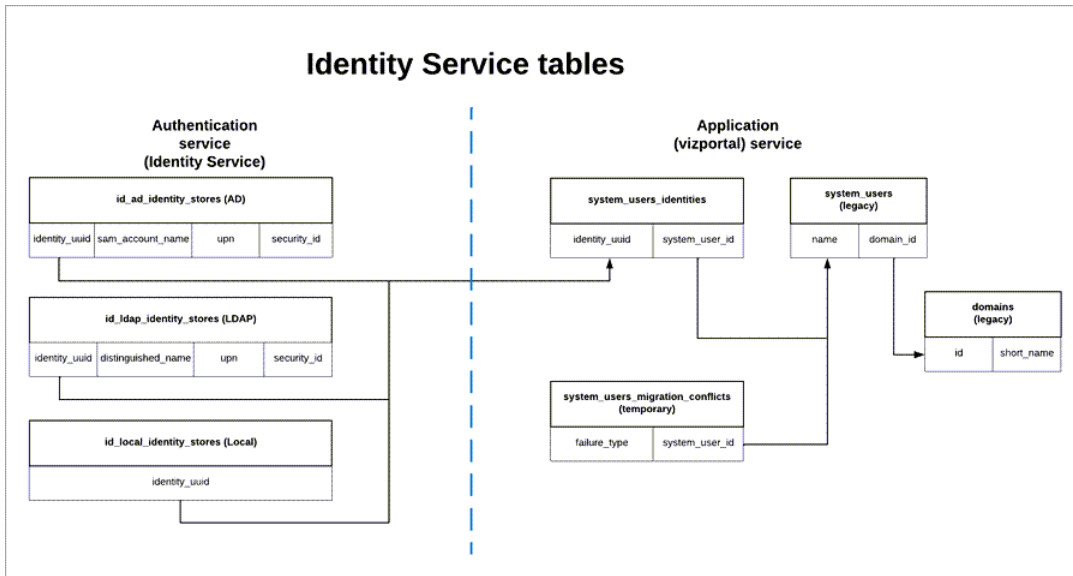 Identity Service tables
Authentication
service
(Identity Service)
Application
(vizportal) service
id_ad_identity_stores (AD)
identity_uuid sam_account_name upn security_id
id_ldap_identity_stores (LDAP)
identity_uuid distinguished_name upn security_id
id_local_identity_stores (Local)
identity_uuid
system_users_identities
identity_uuid system_user_id
system_users
(legacy)
name domain_id
domains
(legacy)
id short_name
system_users_migration_conflicts
(temporary)
failure_type system_user_id